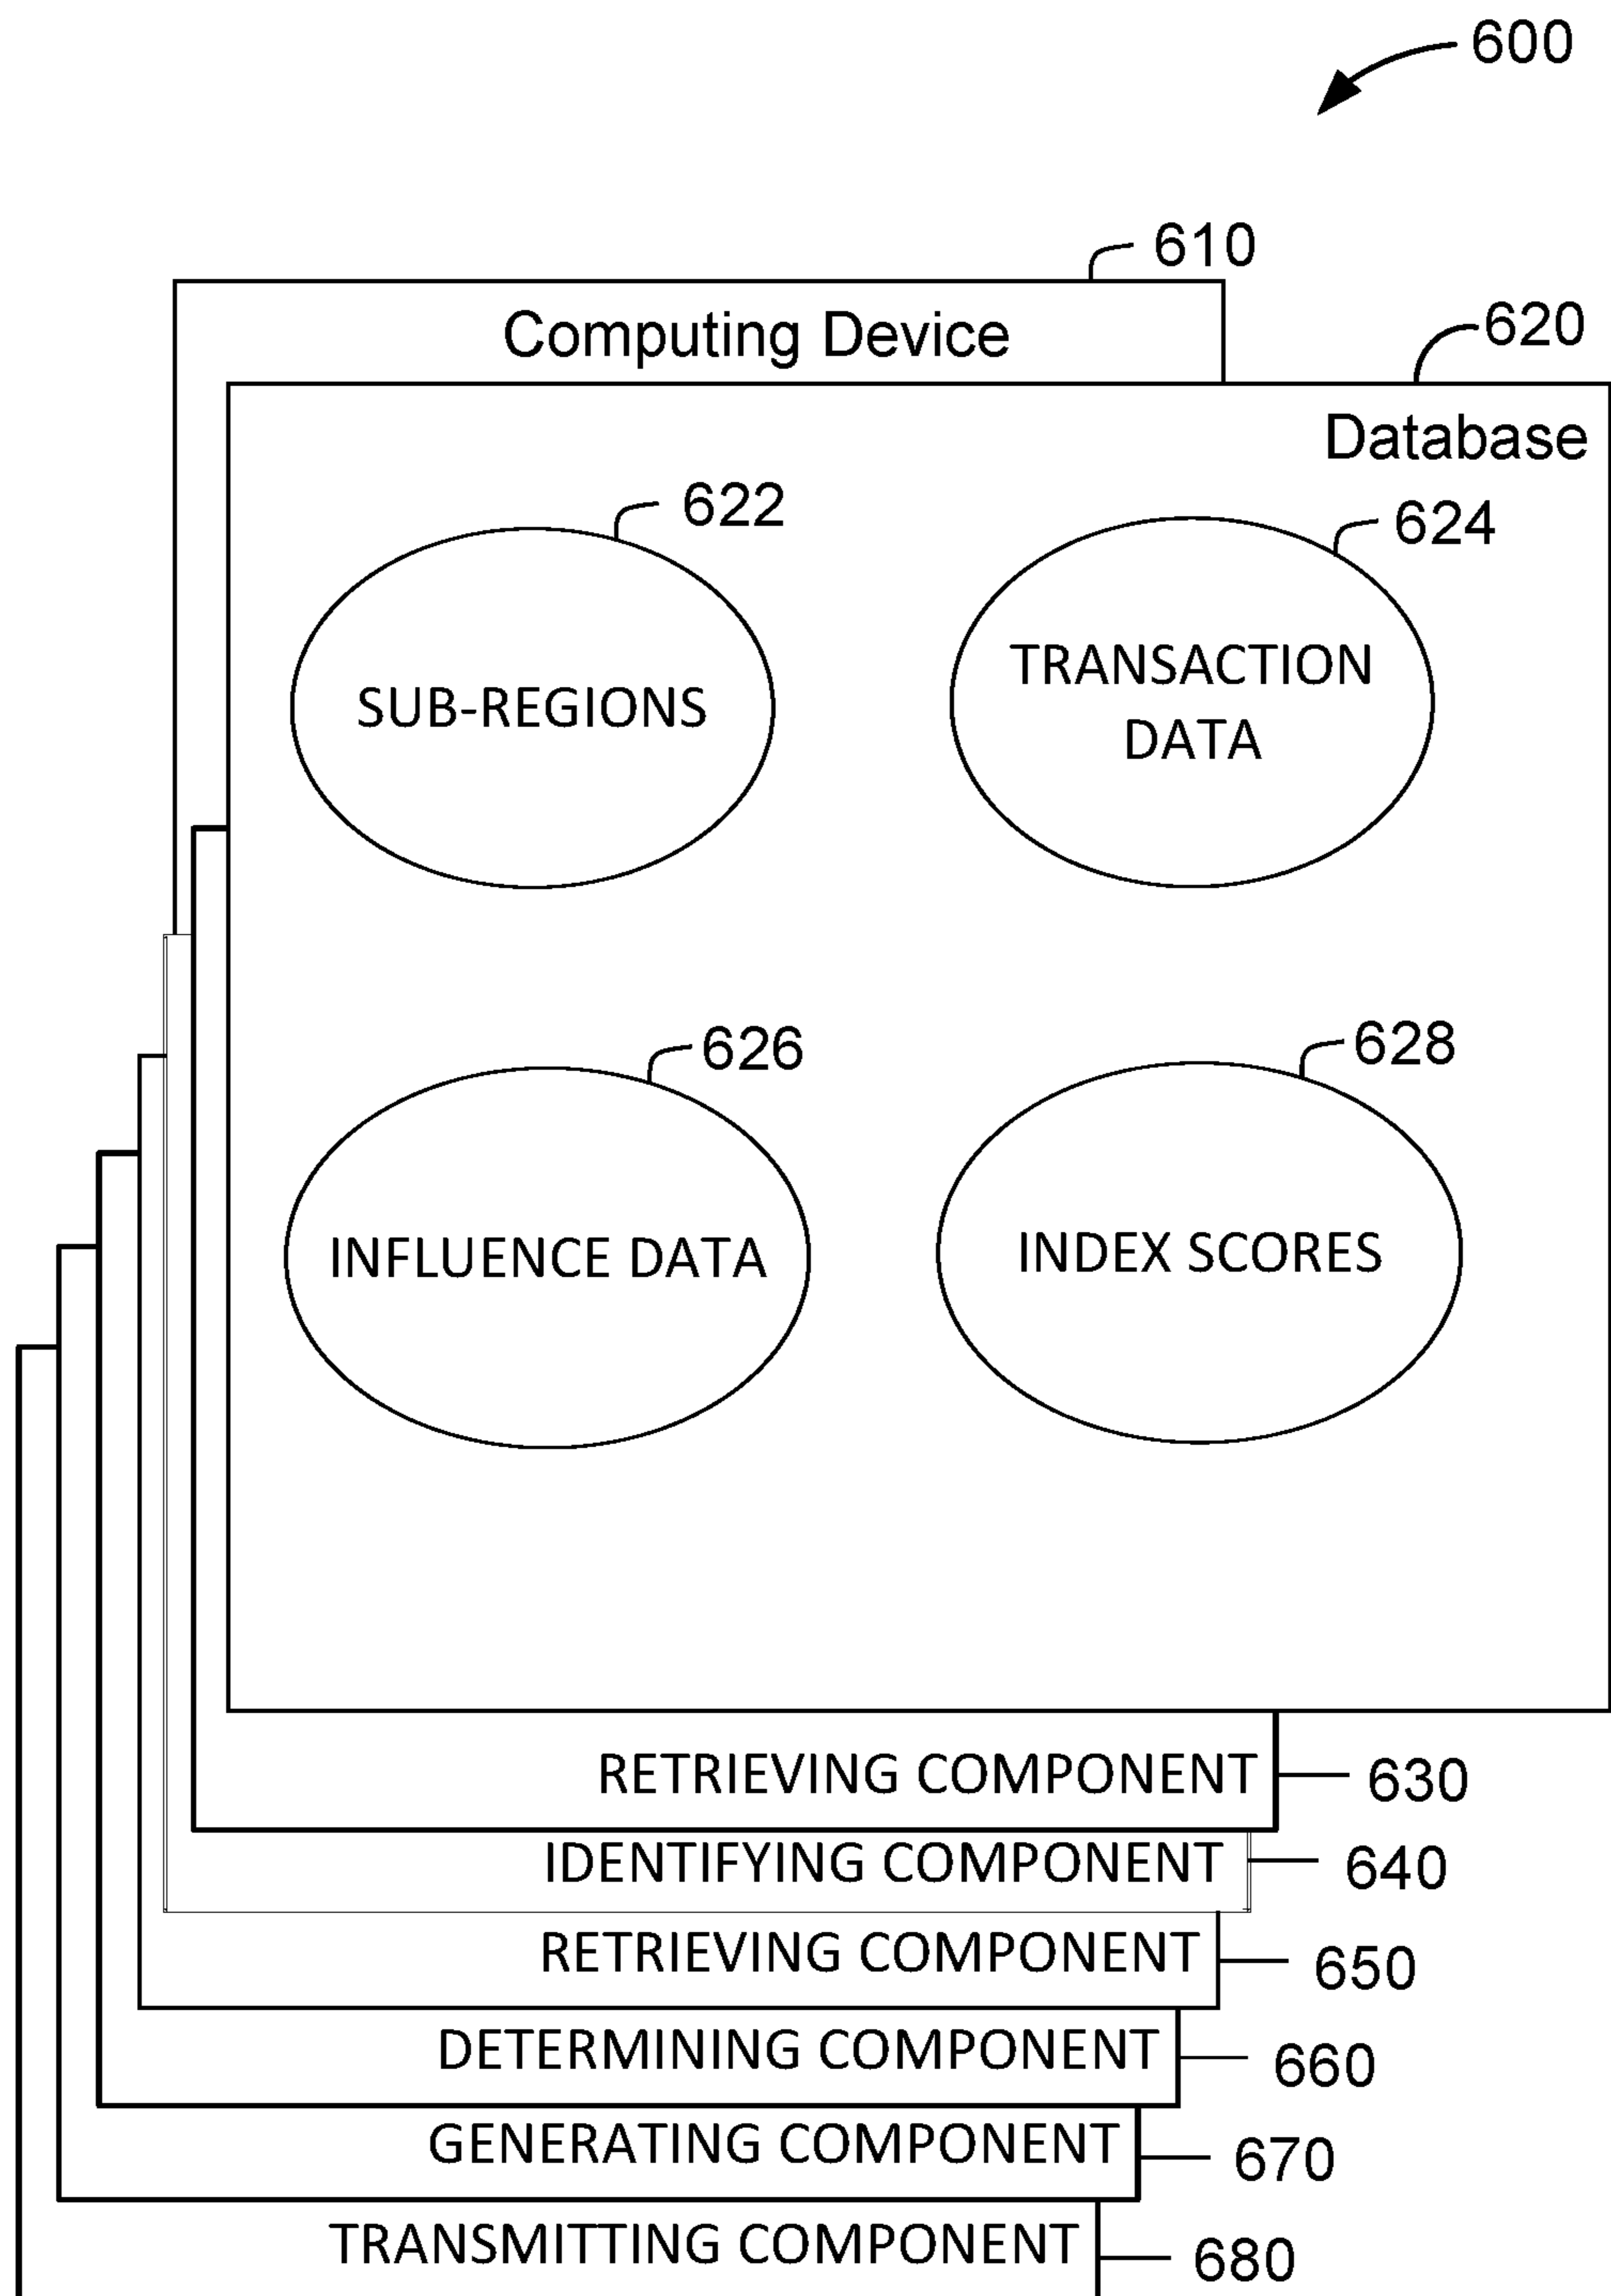 600
610
Computing Device
620
Database
622
624
SUB-REGIONS
TRANSACTION
DATA
626
628
INFLUENCE DATA
INDEX SCORES
RETRIEVING COMPONENT
630
IDENTIFYING COMPONENT
640
RETRIEVING COMPONENT
650
DETERMINING COMPONENT
660
GENERATING COMPONENT
670
TRANSMITTING COMPONENT
680